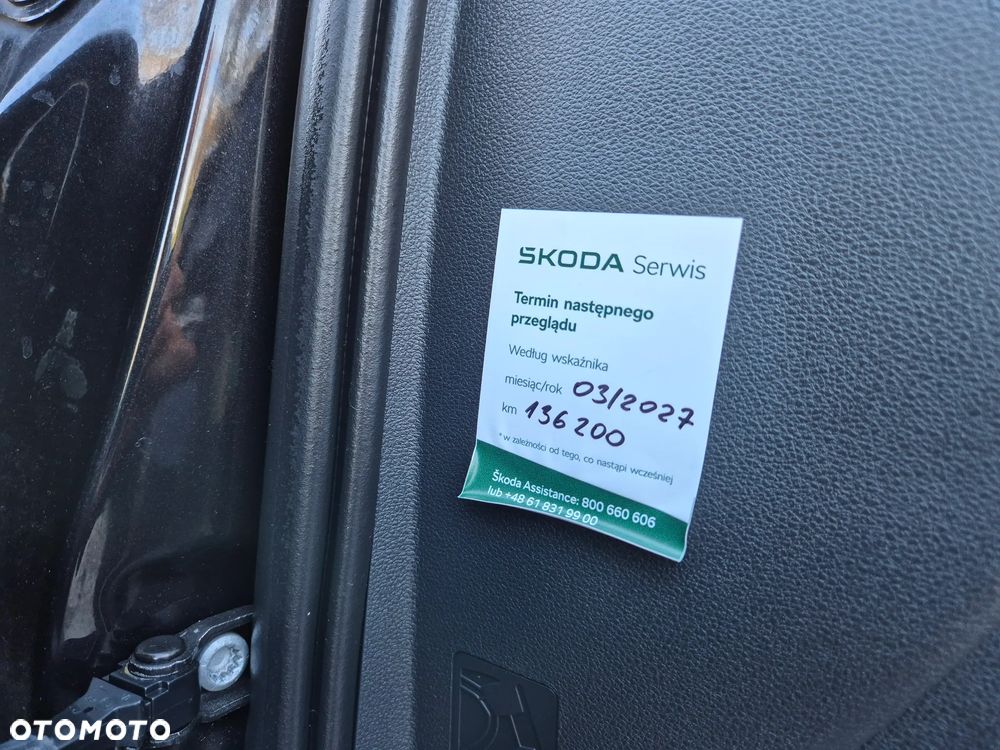 ŠKODA Serwis
Termin następnego
przeglądu
Według wskaźnika
miesiąc/rok 03/2027
km 136 200
*w zależności od tego, co nastąpi wcześniej
Škoda Assistance: 800 660 606
lub +48 61 831 99 00
OTOMOTO